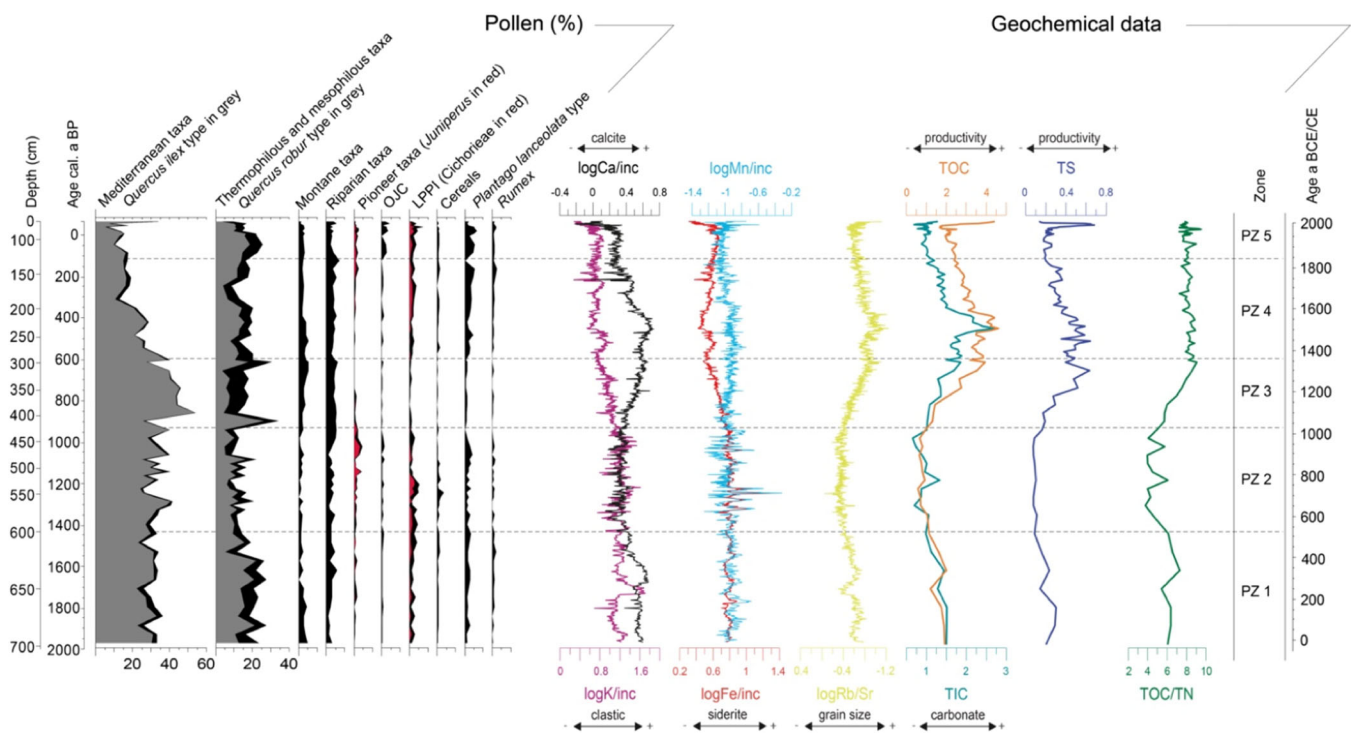 Pollen (%)
Geochemical data
Depth (cm)
Age cal. a BP
Mediterranean taxa
Quercus ilex type in grey
Thermophilous and mesophilous taxa
Quercus robur type in grey
Montane taxa
Riparian taxa
Pioneer taxa (Juniperus in red)
OJC
LPPI (Cichorieae in red)
Cereals
Plantago lanceolata type
Rumex
- calcite +
logCa/inc
-0.4 0 0.4 0.8
logMn/inc
-1.4 -1 -0.6 -0.2
- productivity +
TOC
0 2 4
- productivity +
TS
0 0.4 0.8
Zone
Age a BCE/CE
0 100 150 200 250 300 350 400 450 500 550 600 650 700
0 200 400 600 800 1000 1200 1400 1600 1800 2000
PZ 5
PZ 4
PZ 3
PZ 2
PZ 1
2000 1800 1600 1400 1200 1000 800 600 400 200 0
20 40 60
20 40
0 0.8 1.6
logK/inc
- clastic +
0.2 0.6 1 1.4
logFe/inc
- siderite +
0.4 -0.4 -1.2
logRb/Sr
- grain size +
0 1 2 3
TIC
- carbonate +
2 4 6 8 10
TOC/TN